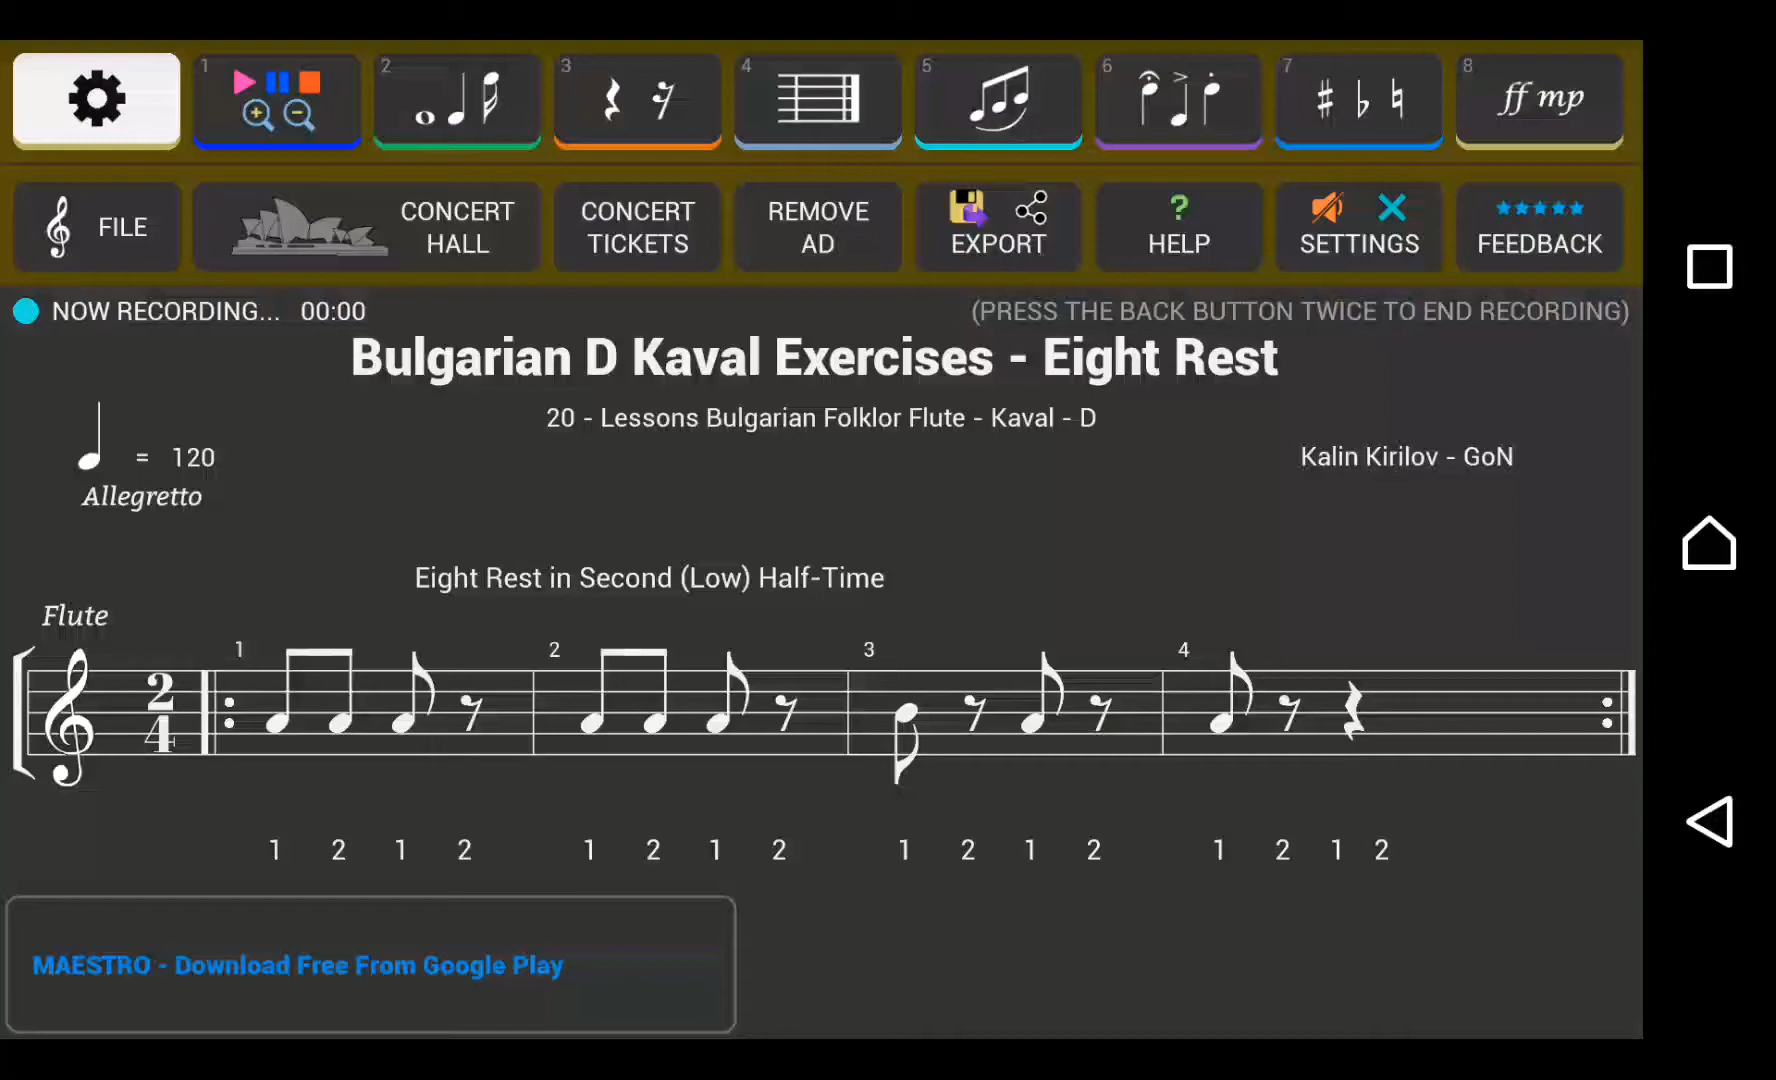 1 2 3 4 5 6 7 8
ff mp
FILE
CONCERT HALL
CONCERT TICKETS
REMOVE AD
EXPORT
?
HELP
SETTINGS
FEEDBACK
NOW RECORDING... 00:00
(PRESS THE BACK BUTTON TWICE TO END RECORDING)
Bulgarian D Kaval Exercises - Eight Rest
20 - Lessons Bulgarian Folklor Flute - Kaval - D
= 120
Kalin Kirilov - GoN
Allegretto
Eight Rest in Second (Low) Half-Time
Flute
1 2 3 4
2
4
1 2 1 2 1 2 1 2 1 2 1 2 1 2 1 2
MAESTRO - Download Free From Google Play